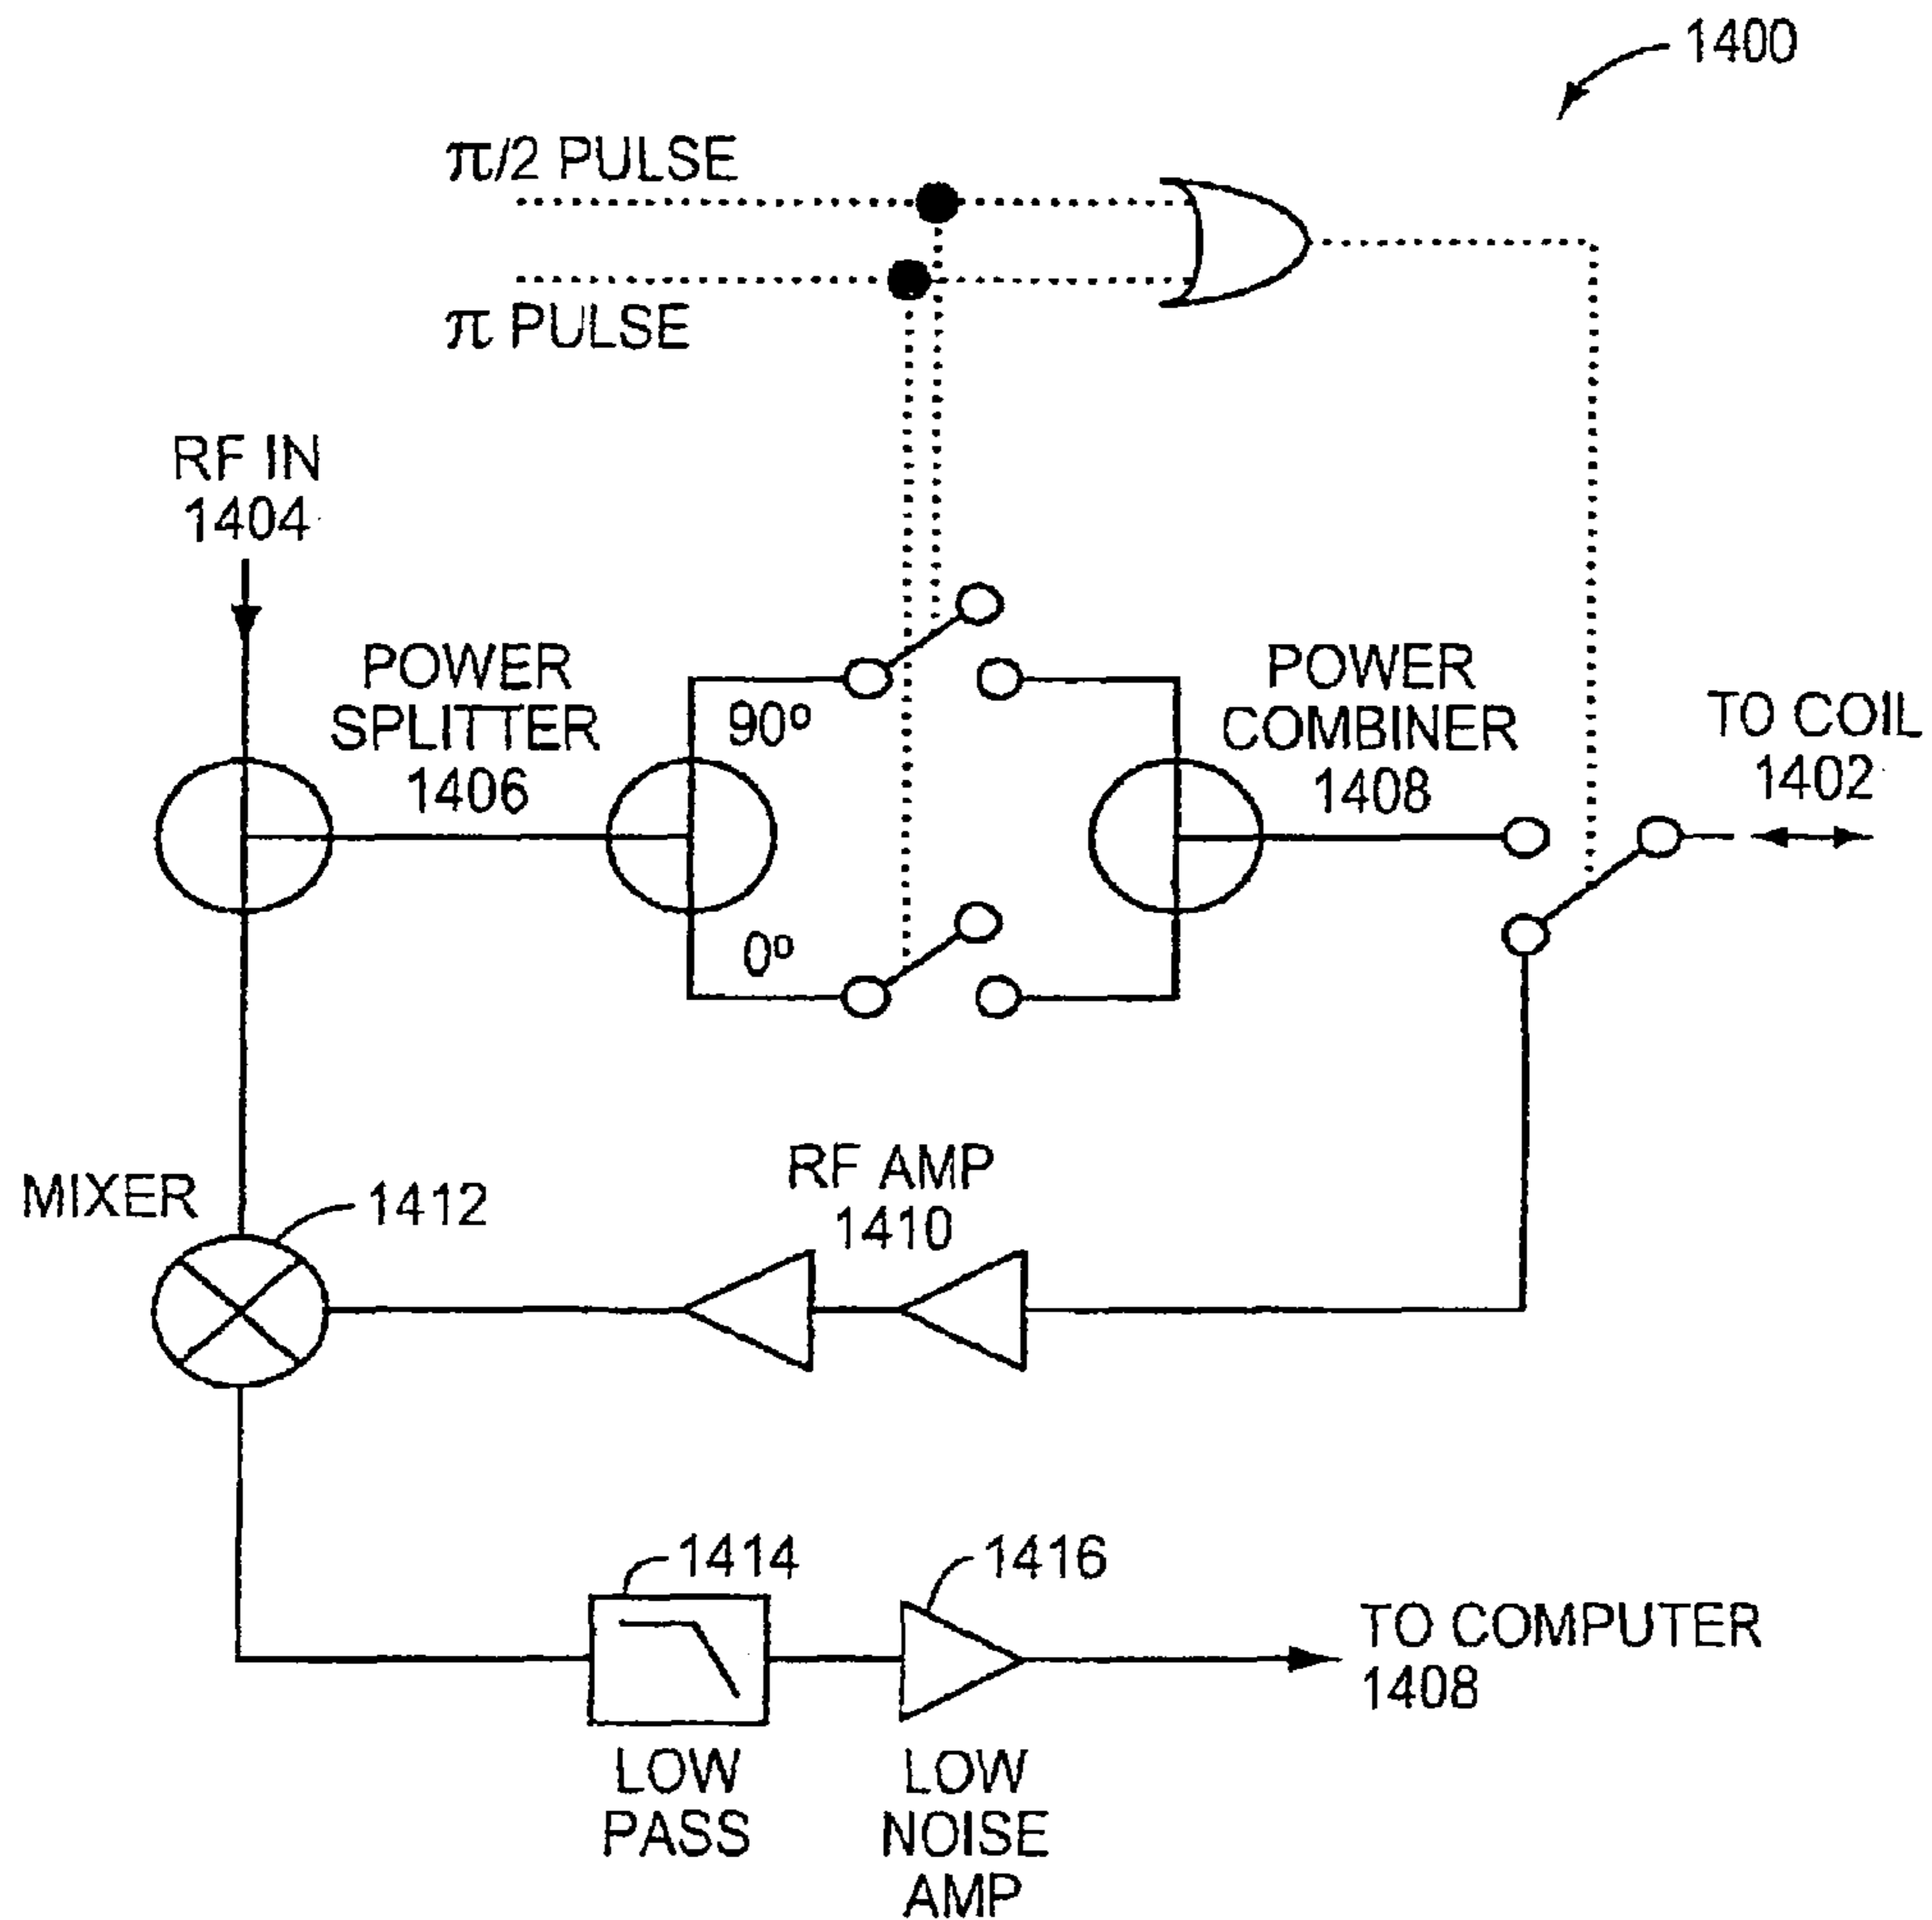 1400
π/2 PULSE
π PULSE
RF IN
1404
POWER
SPLITTER
1406
90°
0°
POWER
COMBINER
1408
TO COIL
1402
MIXER
1412
RF AMP
1410
1414
LOW
PASS
1416
LOW
NOISE
AMP
TO COMPUTER
1408